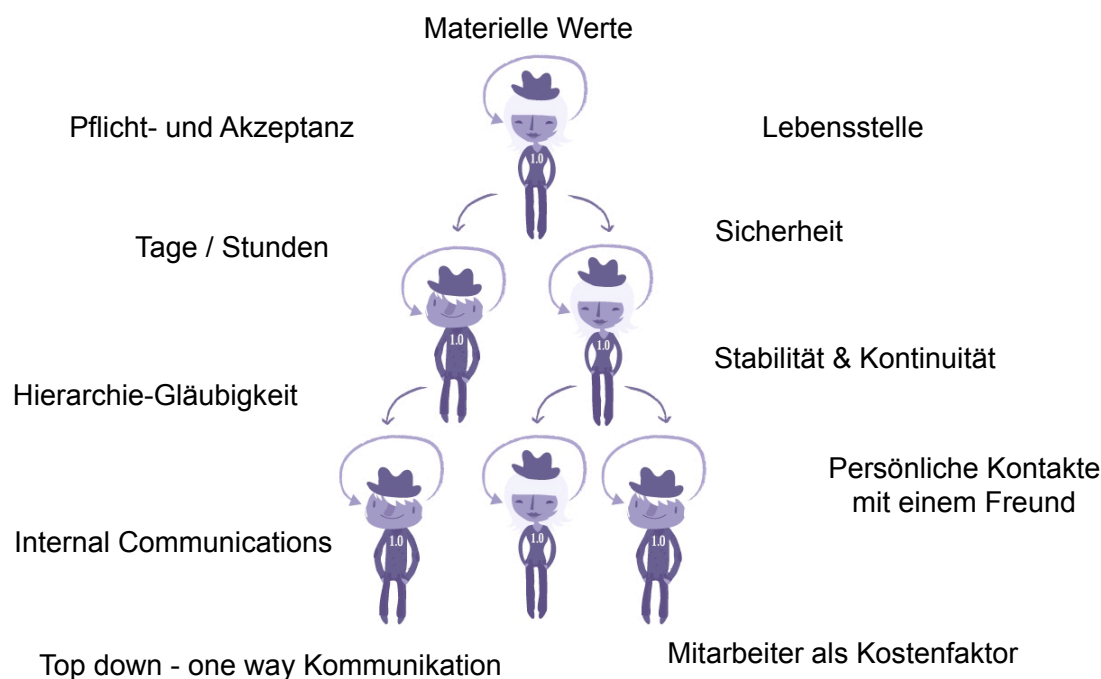 Materielle Werte
Pflicht- und Akzeptanz
Lebensstelle
1.0
Sicherheit
Tage / Stunden
1.0
1.0
Stabilität & Kontinuität
Hierarchie-Gläubigkeit
Persönliche Kontakte
mit einem Freund
Internal Communications
1.0
1.0
1.0
Mitarbeiter als Kostenfaktor
Top down - one way Kommunikation